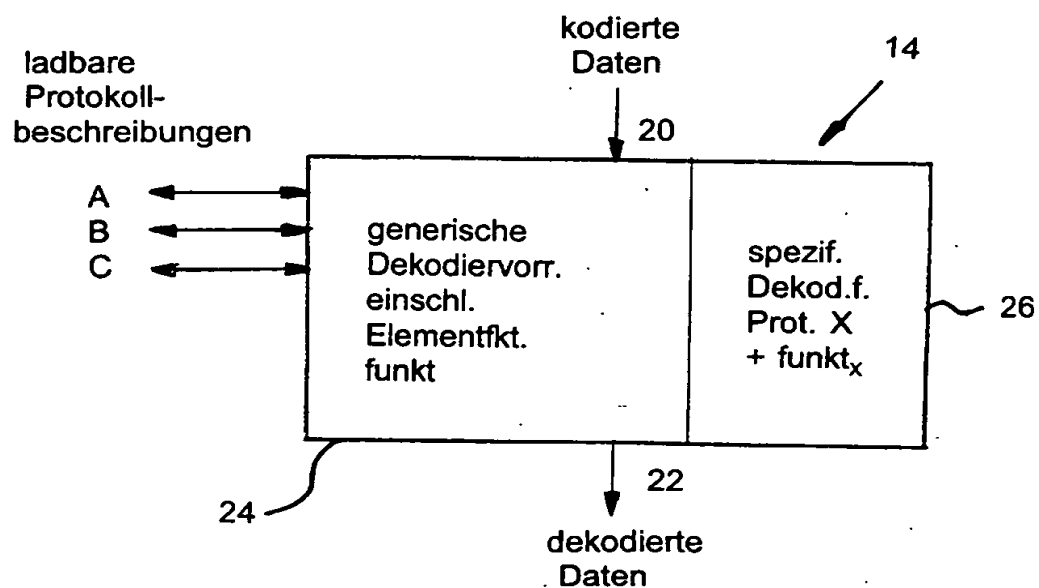 ladbare
Protokoll-
beschreibungen
A
B
C
kodierte
Daten
20
14
generische
Dekodiervorr.
einschl.
Elementfkt.
funkt
spezif.
Dekod.f.
Prot. X
+ funktₓ
26
24
22
dekodierte
Daten